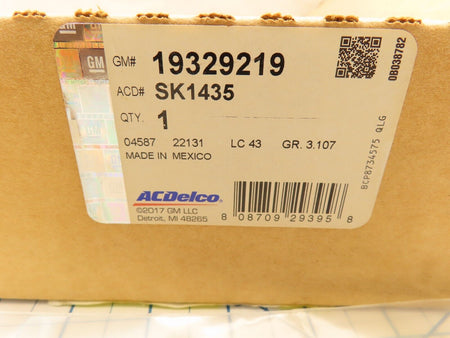 GM# 19329219
ACD# SK1435
QTY. 1
04587 22131 LC 43 GR. 3.107
MADE IN MEXICO
ACDelco
©2017 GM LLC
Detroit, MI 48265
8 08709 29395 8
0B038782
8CP8734575 QLG
GM